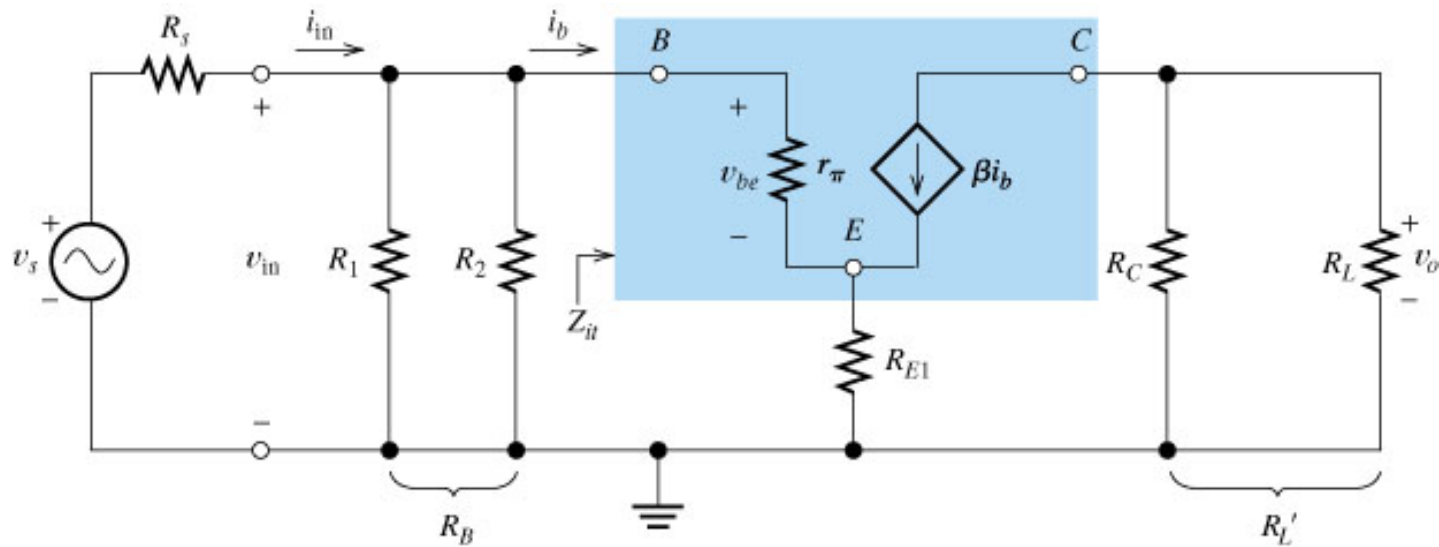 R_s
i_in
i_b
B
C
+
+
v_be
r_π
βi_b
−
E
+
v_s
−
v_in
R_1
R_2
Z_it
R_E1
R_C
R_L
+
v_o
−
−
R_B
R_L'